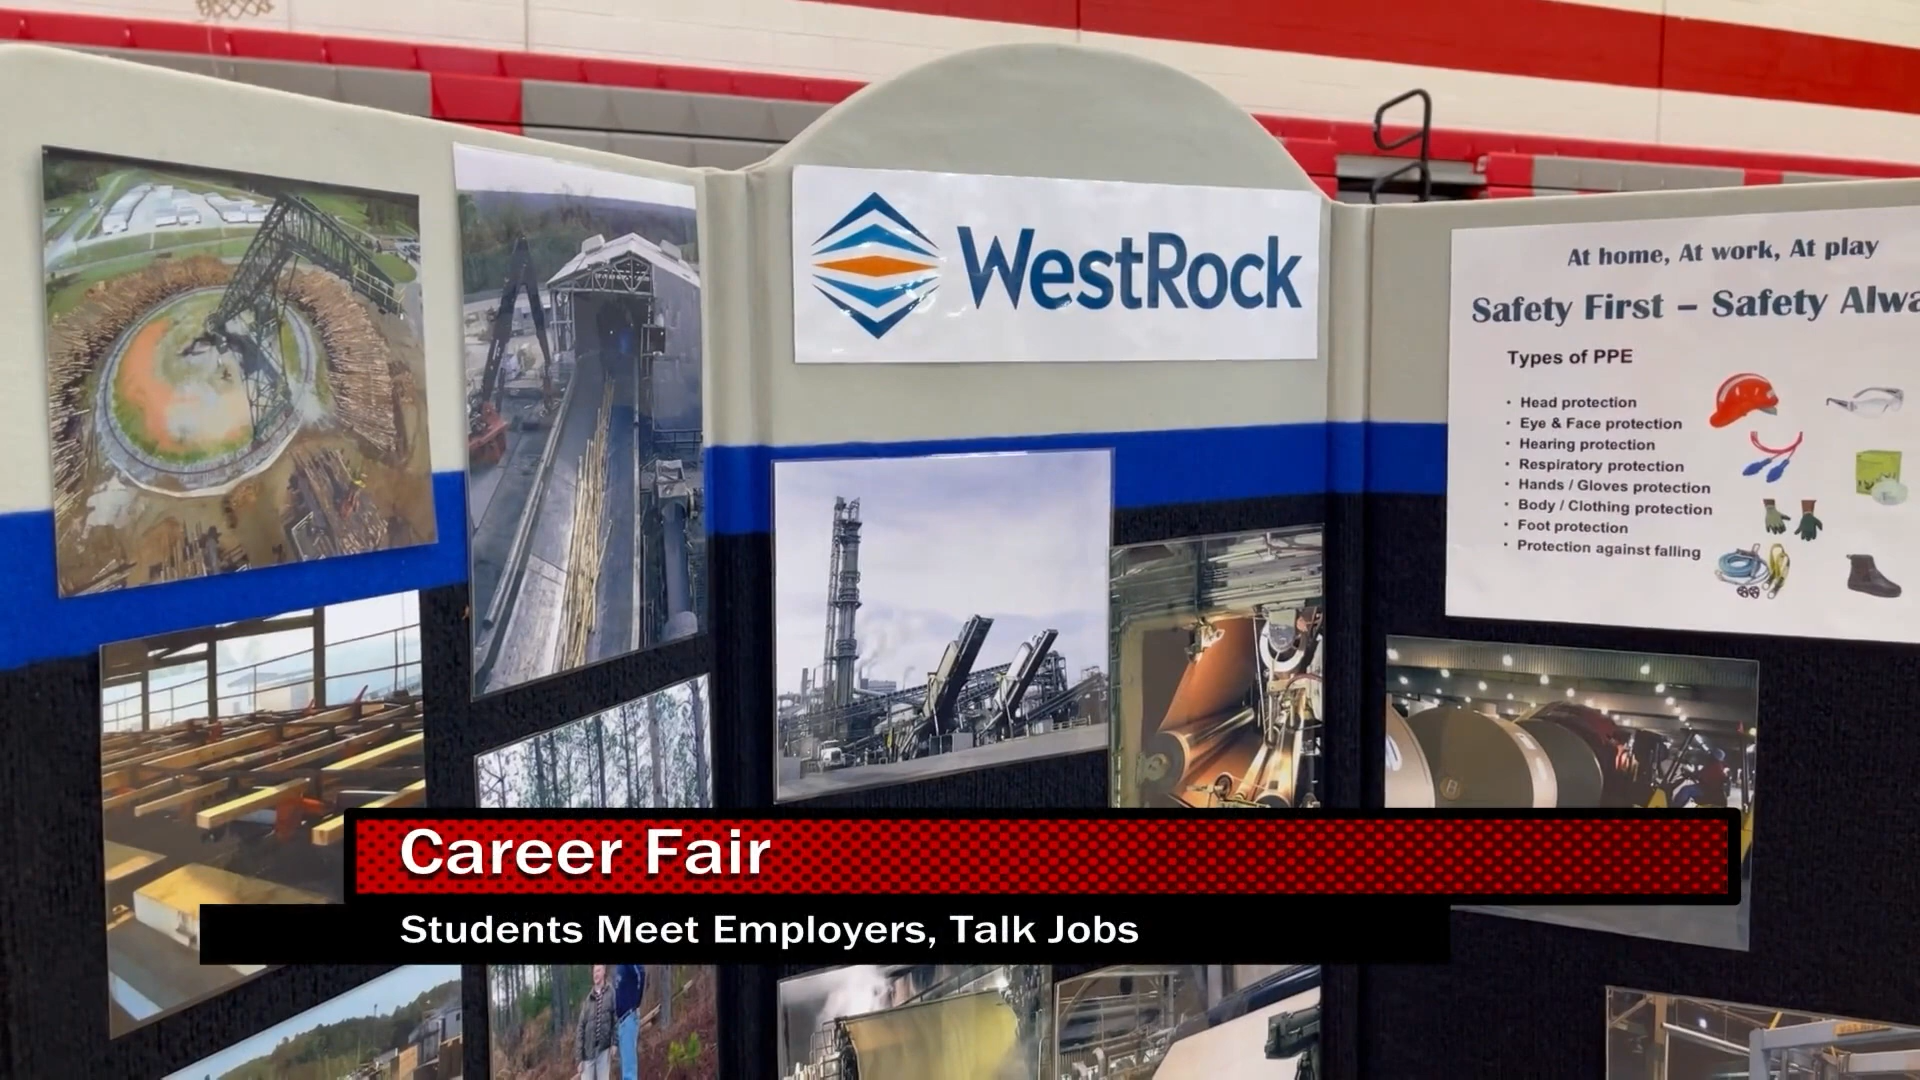 WestRock
At home, At work, At play
Safety First – Safety Alwa
Types of PPE
• Head protection
• Eye & Face protection
• Hearing protection
• Respiratory protection
• Hands / Gloves protection
• Body / Clothing protection
• Foot protection
• Protection against falling
Career Fair
Students Meet Employers, Talk Jobs